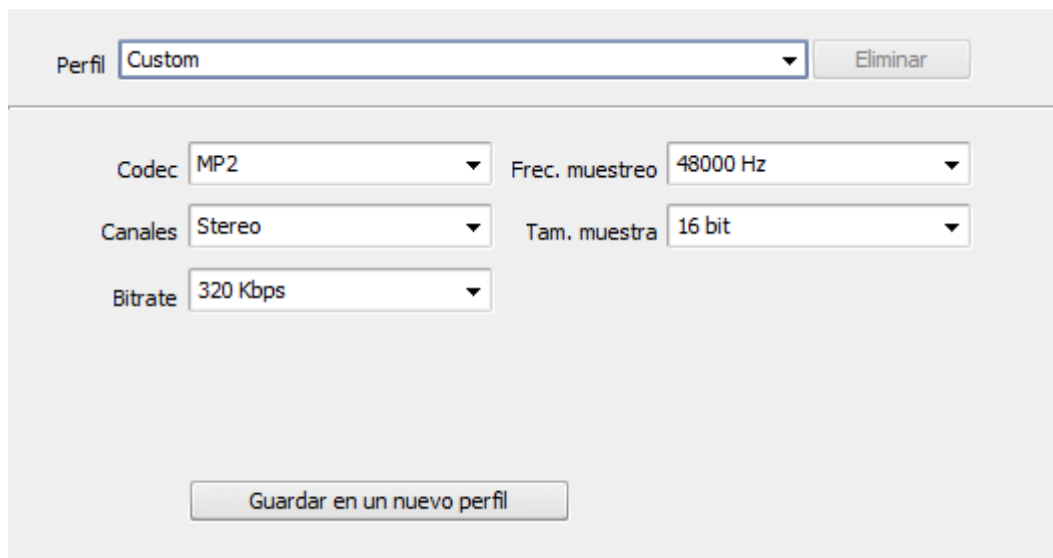 Perfil Custom Eliminar
Codec MP2 Frec. muestreo 48000 Hz
Canales Stereo Tam. muestra 16 bit
Bitrate 320 Kbps
Guardar en un nuevo perfil